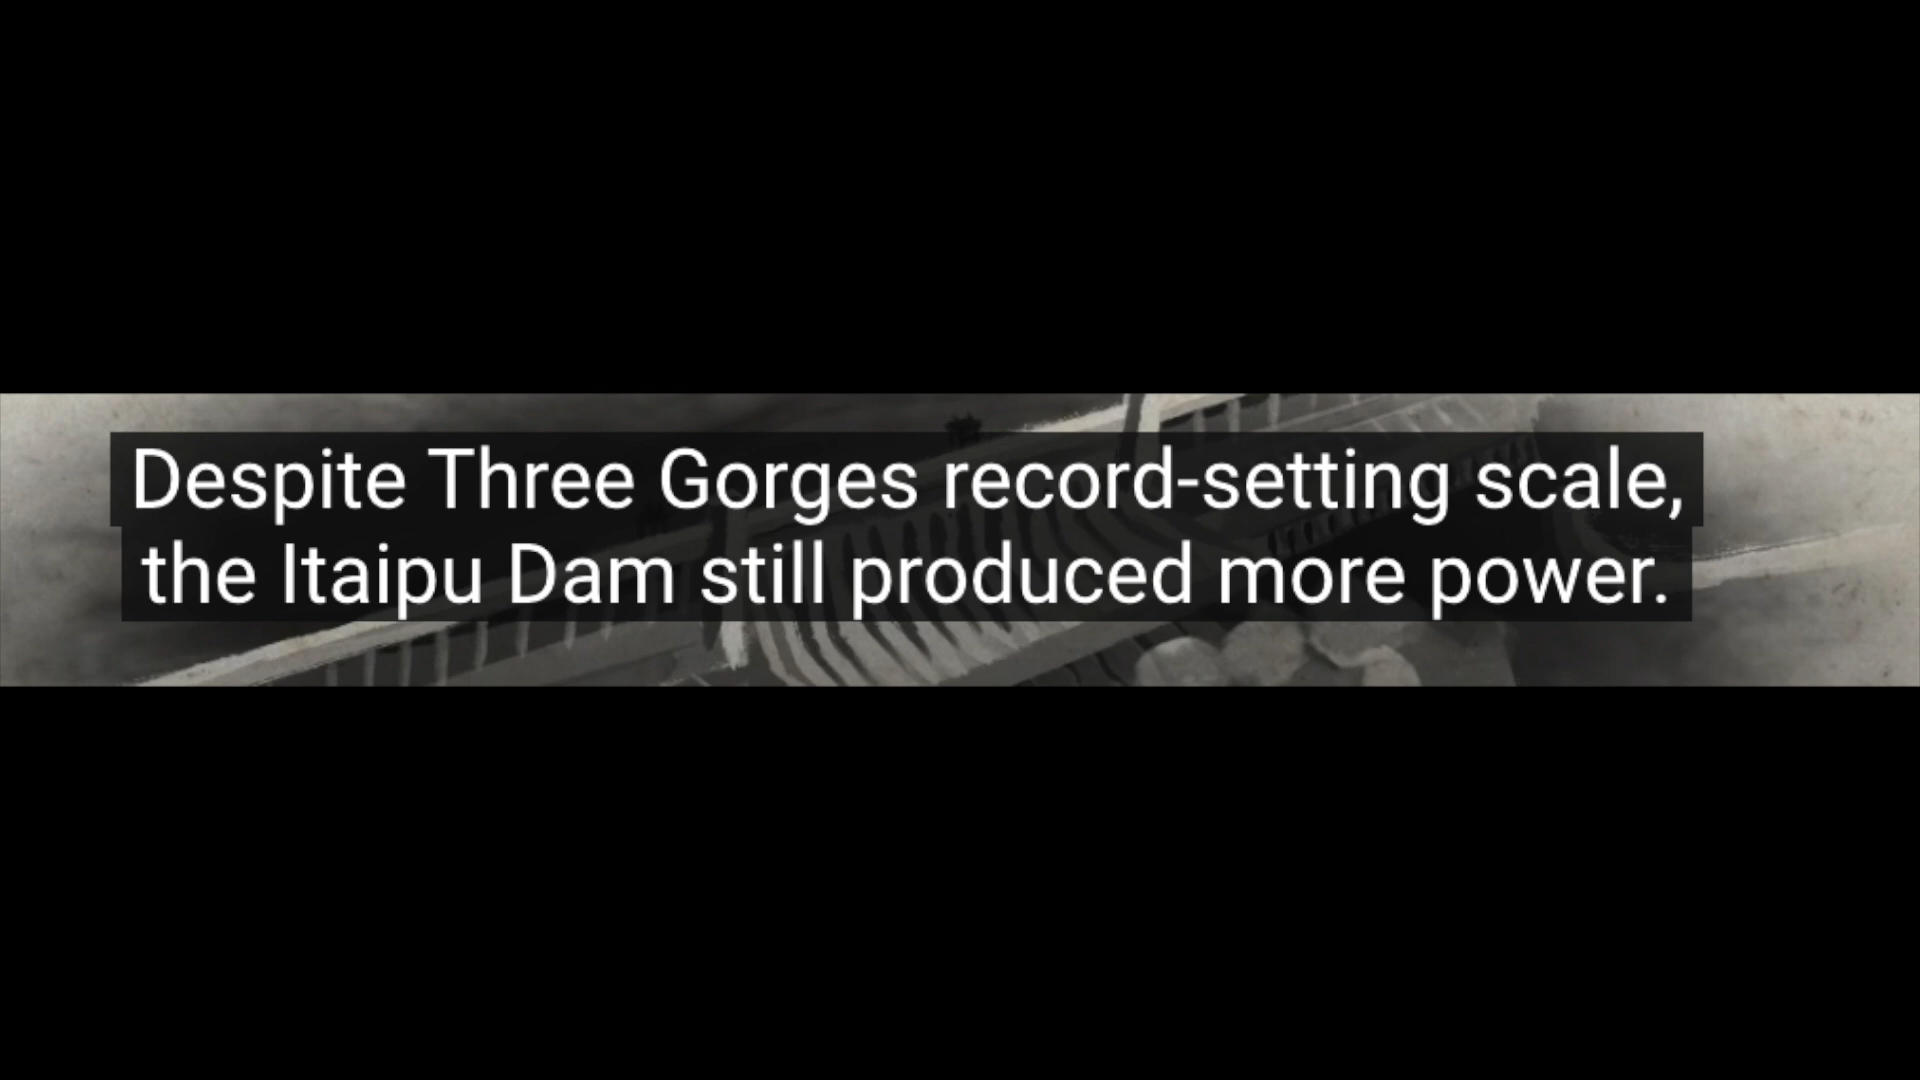 Despite Three Gorges record-setting scale,
the Itaipu Dam still produced more power.